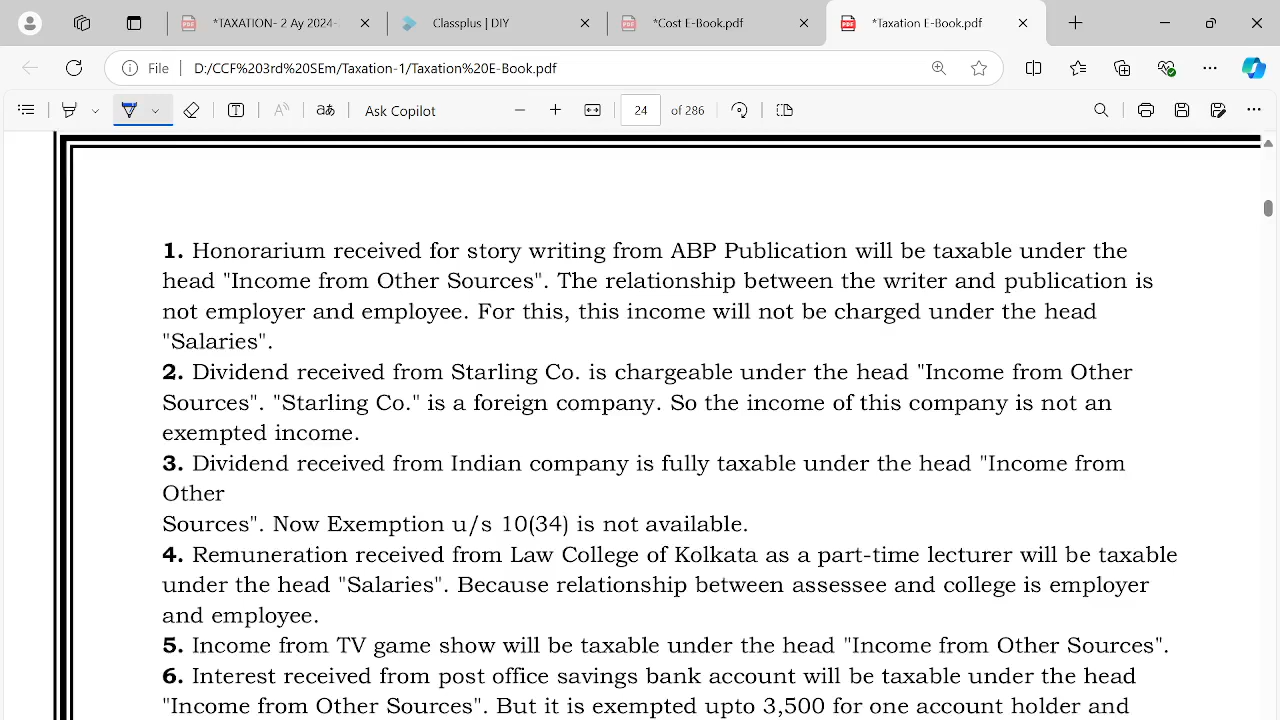 *TAXATION- 2 Ay 2024-
Classplus | DIY
*Cost E-Book.pdf
*Taxation E-Book.pdf
File
D:/CCF%203rd%20SEm/Taxation-1/Taxation%20E-Book.pdf
Ask Copilot
24
of 286
1. Honorarium received for story writing from ABP Publication will be taxable under the
head "Income from Other Sources". The relationship between the writer and publication is
not employer and employee. For this, this income will not be charged under the head
"Salaries".
2. Dividend received from Starling Co. is chargeable under the head "Income from Other
Sources". "Starling Co." is a foreign company. So the income of this company is not an
exempted income.
3. Dividend received from Indian company is fully taxable under the head "Income from
Other
Sources". Now Exemption u/s 10(34) is not available.
4. Remuneration received from Law College of Kolkata as a part-time lecturer will be taxable
under the head "Salaries". Because relationship between assessee and college is employer
and employee.
5. Income from TV game show will be taxable under the head "Income from Other Sources".
6. Interest received from post office savings bank account will be taxable under the head
"Income from Other Sources". But it is exempted upto 3,500 for one account holder and